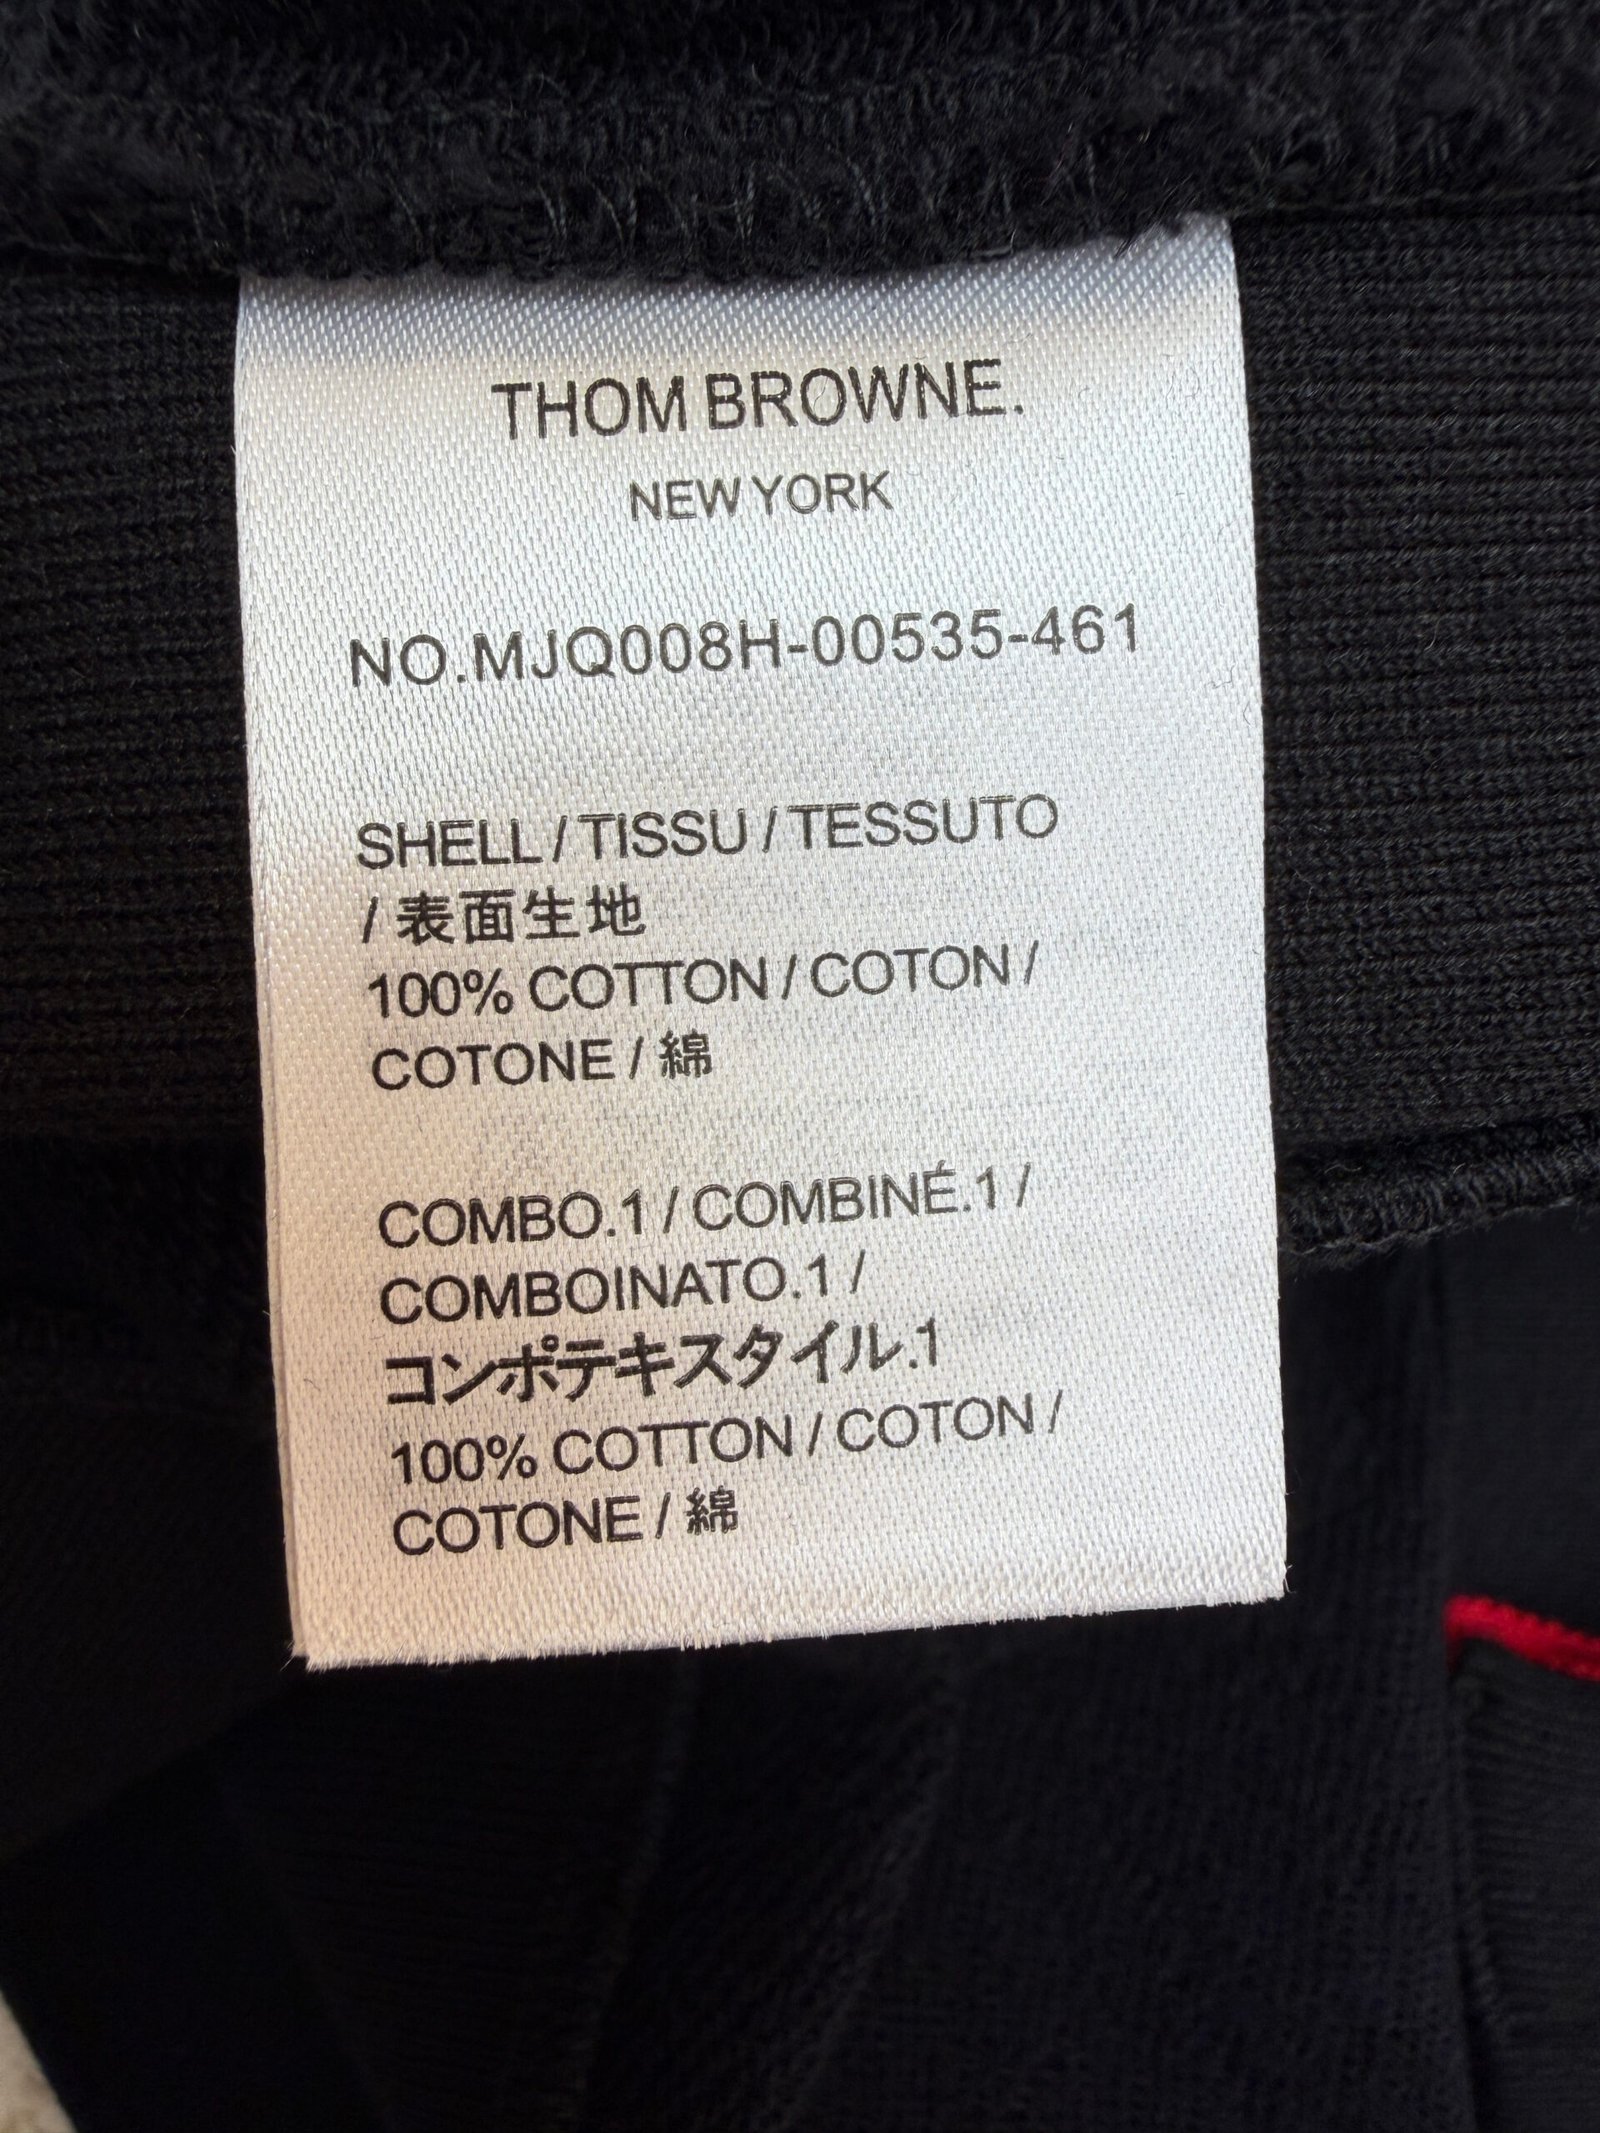 THOM BROWNE.
NEW YORK
NO.MJQ008H-00535-461
SHELL / TISSU / TESSUTO
/ 表面生地
100% COTTON / COTON /
COTONE / 綿
COMBO.1 / COMBINÉ.1 /
COMBOINATO.1 /
コンポテキスタイル.1
100% COTTON / COTON /
COTONE / 綿